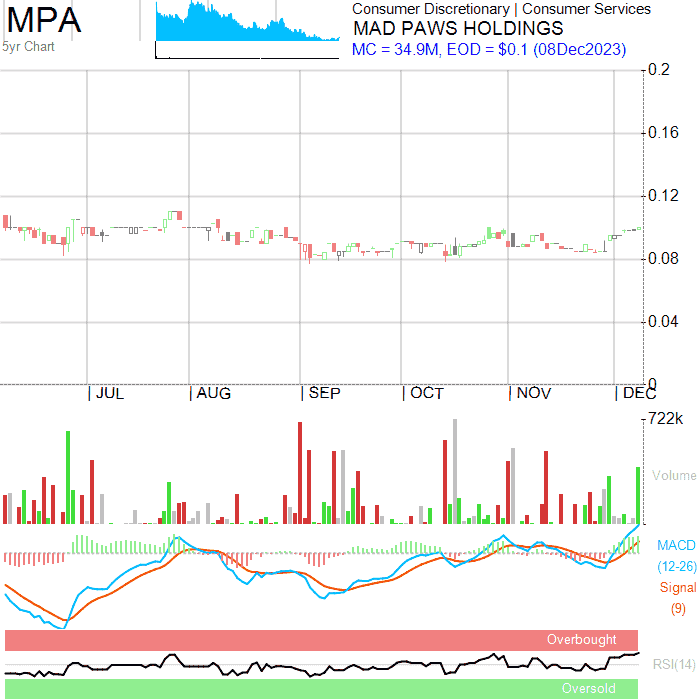 MPA
5yr Chart
Consumer Discretionary | Consumer Services
MAD PAWS HOLDINGS
MC = 34.9M, EOD = $0.1 (08Dec2023)
0.2
0.16
0.12
0.08
0.04
0
| JUL | AUG | SEP | OCT | NOV | DEC
722k
Volume
MACD
(12-26)
Signal
(9)
Overbought
RSI(14)
Oversold